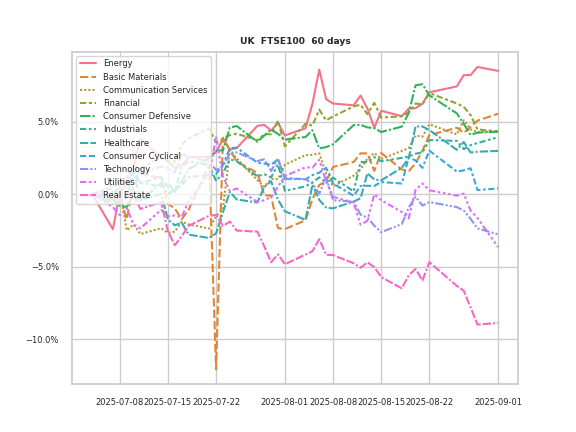 UK  FTSE100  60 days
Energy
Basic Materials
Communication Services
Financial
Consumer Defensive
Industrials
Healthcare
Consumer Cyclical
Technology
Utilities
Real Estate
5.0%
0.0%
−5.0%
−10.0%
2025-07-08 2025-07-15 2025-07-22 2025-08-01 2025-08-08 2025-08-15 2025-08-22 2025-09-01